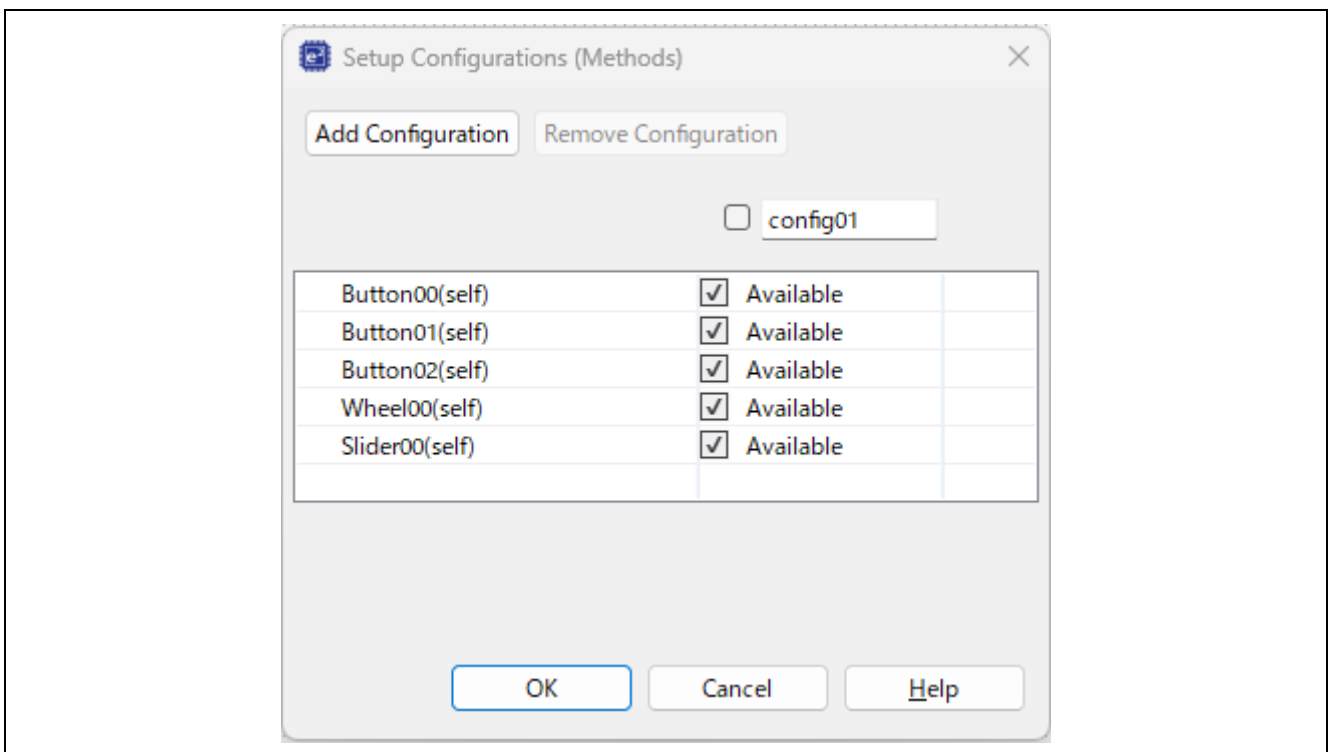 Setup Configurations (Methods)
Add Configuration Remove Configuration
config01
Button00(self) Available
Button01(self) Available
Button02(self) Available
Wheel00(self) Available
Slider00(self) Available
OK Cancel Help